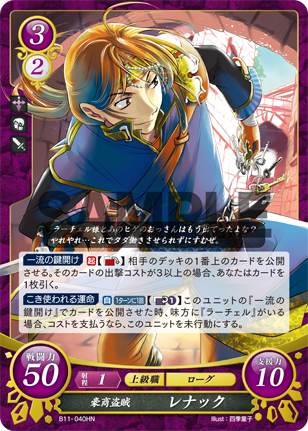 3
2
SAMPLE
ラーチェル様とあのヒゲのおっさんはもう出てったよな?
やれやれ…これでタダ働きさせられずにすむぜ。
一流の鍵開け 起【 】相手のデッキの1番上のカードを公開
させる。そのカードの出撃コストが3以上の場合、あなたはカードを
1枚引く。
こき使われる運命 自 〖1ターンに1回〗【 1】このユニットの『一流の
鍵開け』でカードを公開させた時、味方に『ラーチェル』がいる
場合、コストを支払うなら、このユニットを未行動にする。
戦闘力
50
射程
1
上級職
ローグ
支援力
10
豪商盗賊
レナック
B11-040HN
Illust:四季童子